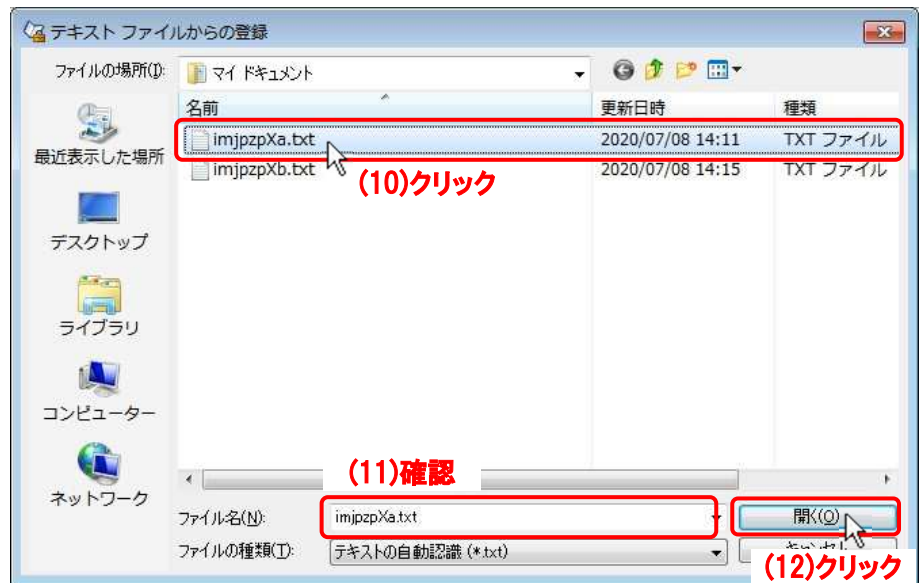 テキスト ファイルからの登録
ファイルの場所(I):
マイ ドキュメント
名前 更新日時 種類
imjpzpXa.txt 2020/07/08 14:11 TXT ファイル
imjpzpXb.txt 2020/07/08 14:15 TXT ファイル
(10)クリック
最近表示した場所
デスクトップ
ライブラリ
コンピューター
ネットワーク
(11)確認
ファイル名(N): imjpzpXa.txt 開く(O)
ファイルの種類(T): テキストの自動認識 (*.txt)
(12)クリック